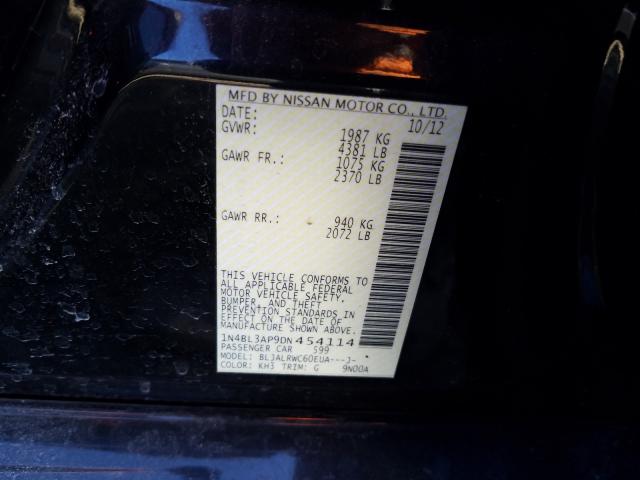 MFD BY NISSAN MOTOR CO., LTD.
DATE: 10/12
GVWR: 1987 KG
4381 LB
GAWR FR.: 1075 KG
2370 LB
GAWR RR.: 940 KG
2072 LB
THIS VEHICLE CONFORMS TO
ALL APPLICABLE FEDERAL
MOTOR VEHICLE SAFETY,
BUMPER, AND THEFT
PREVENTION STANDARDS IN
EFFECT ON THE DATE OF
MANUFACTURE SHOWN ABOVE.
1N4BL3AP9DN454114
PASSENGER CAR 599
MODEL: BLJALRWC60EUA---J-
COLOR: KH3 TRIM: G 9N00A